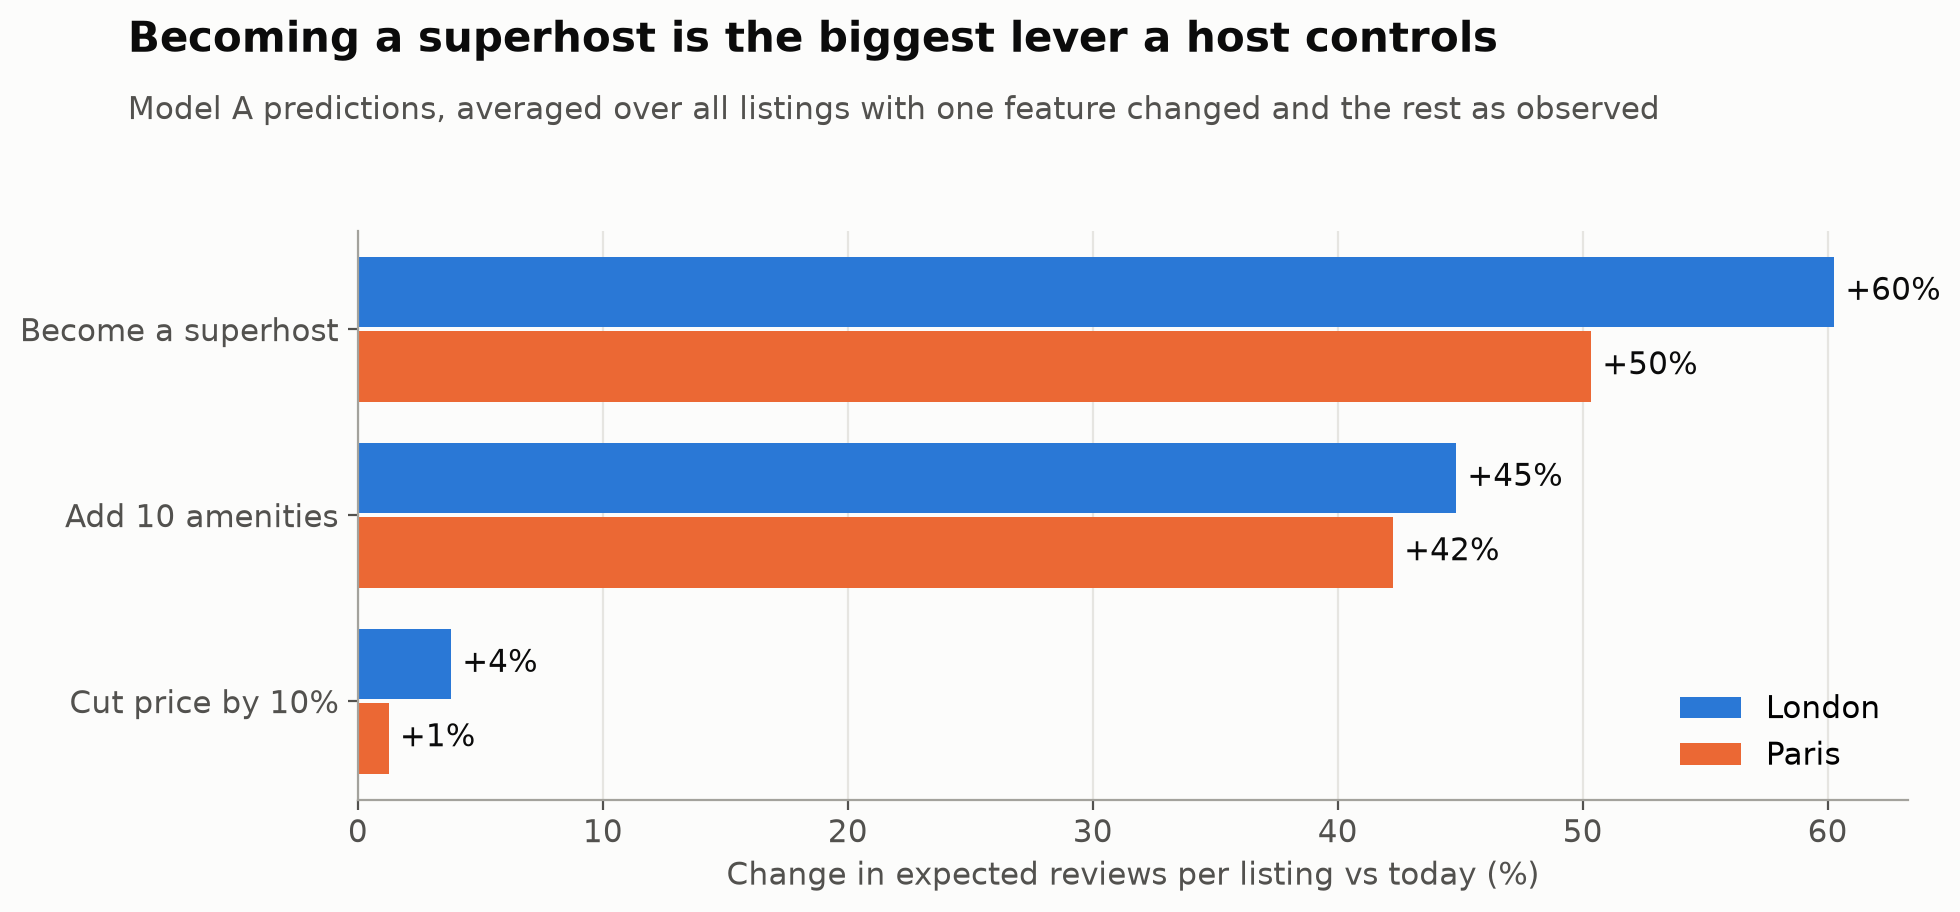 Becoming a superhost is the biggest lever a host controls
Model A predictions, averaged over all listings with one feature changed and the rest as observed
Become a superhost
+60%
+50%
Add 10 amenities
+45%
+42%
Cut price by 10%
+4%
+1%
London
Paris
0 10 20 30 40 50 60
Change in expected reviews per listing vs today (%)